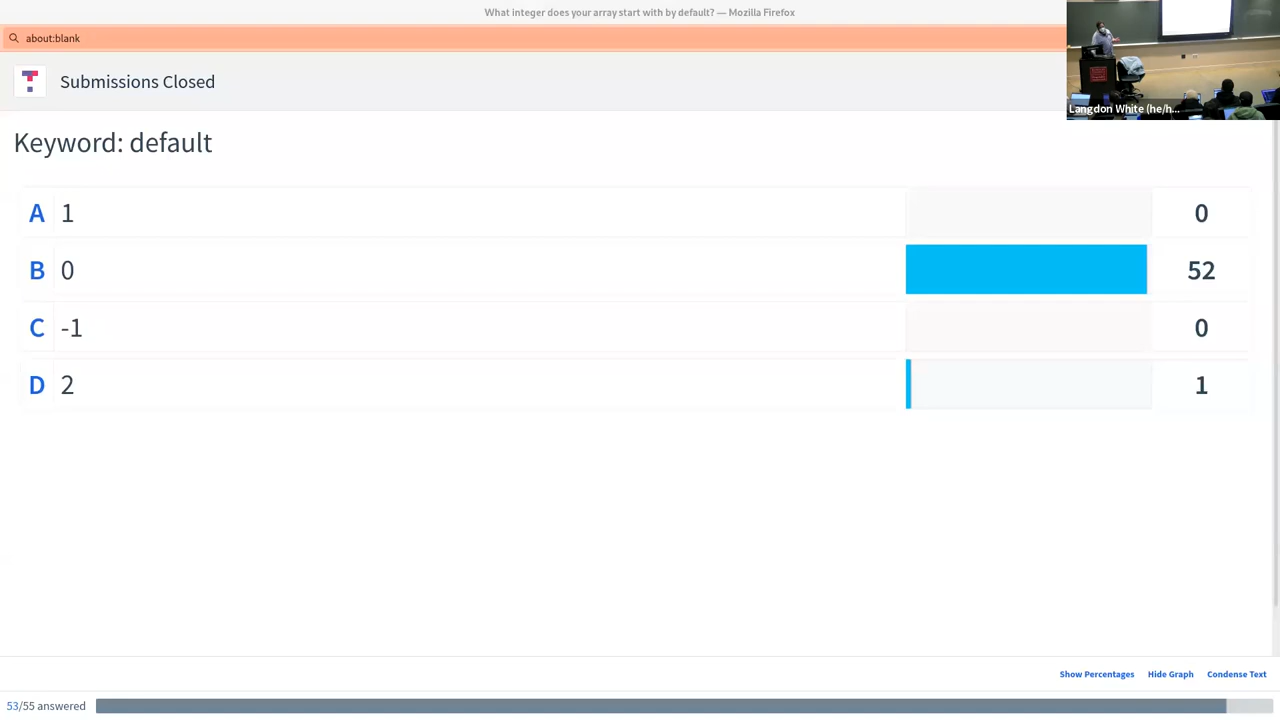 What integer does your array start with by default? — Mozilla Firefox
about:blank
Submissions Closed
Langdon White (he/h...
Keyword: default
A 1 0
B 0 52
C -1 0
D 2 1
Show Percentages Hide Graph Condense Text
53/55 answered